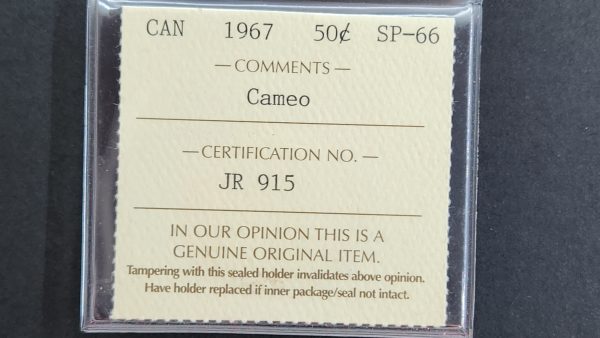 CAN 1967 50¢ SP-66
— COMMENTS —
Cameo
— CERTIFICATION NO. —
JR 915
IN OUR OPINION THIS IS A
GENUINE ORIGINAL ITEM.
Tampering with this sealed holder invalidates above opinion.
Have holder replaced if inner package/seal not intact.